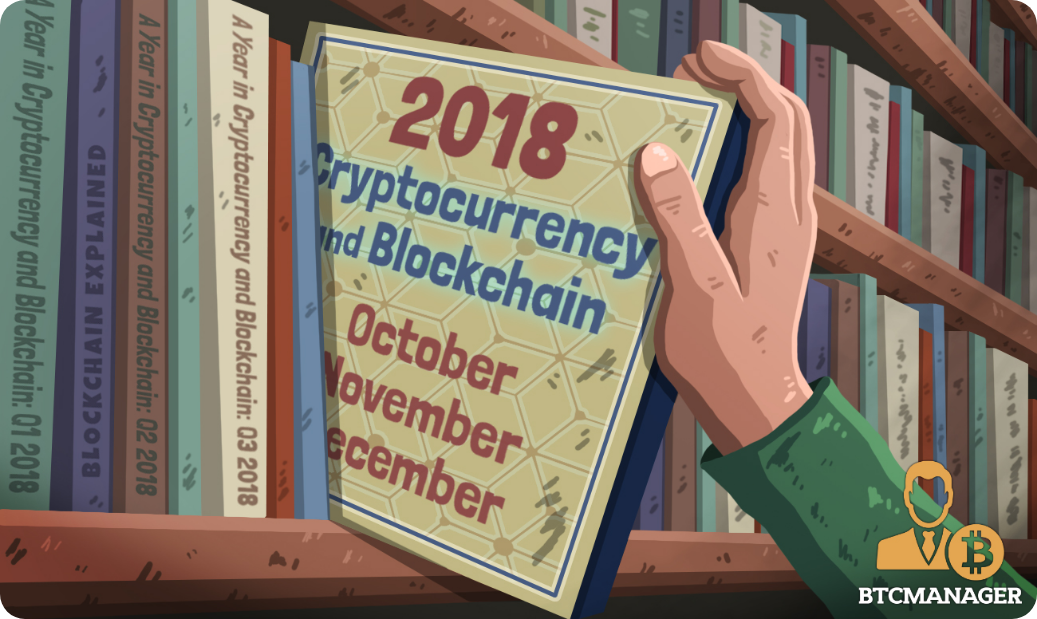 A Year in Cryptocurrency and Blockchain: Q1 2018
BLOCKCHAIN EXPLAINED
A Year in Cryptocurrency and Blockchain: Q2 2018
A Year in Cryptocurrency and Blockchain: Q3 2018
2018
Cryptocurrency
nd Blockchain
October
November
ecember
BTCMANAGER